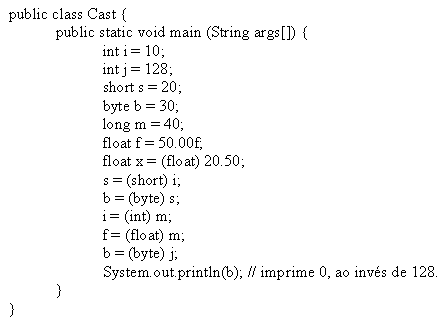 public class Cast {
public static void main (String args[]) {
int i = 10;
int j = 128;
short s = 20;
byte b = 30;
long m = 40;
float f = 50.00f;
float x = (float) 20.50;
s = (short) i;
b = (byte) s;
i = (int) m;
f = (float) m;
b = (byte) j;
System.out.println(b); // imprime 0, ao invés de 128.
}
}